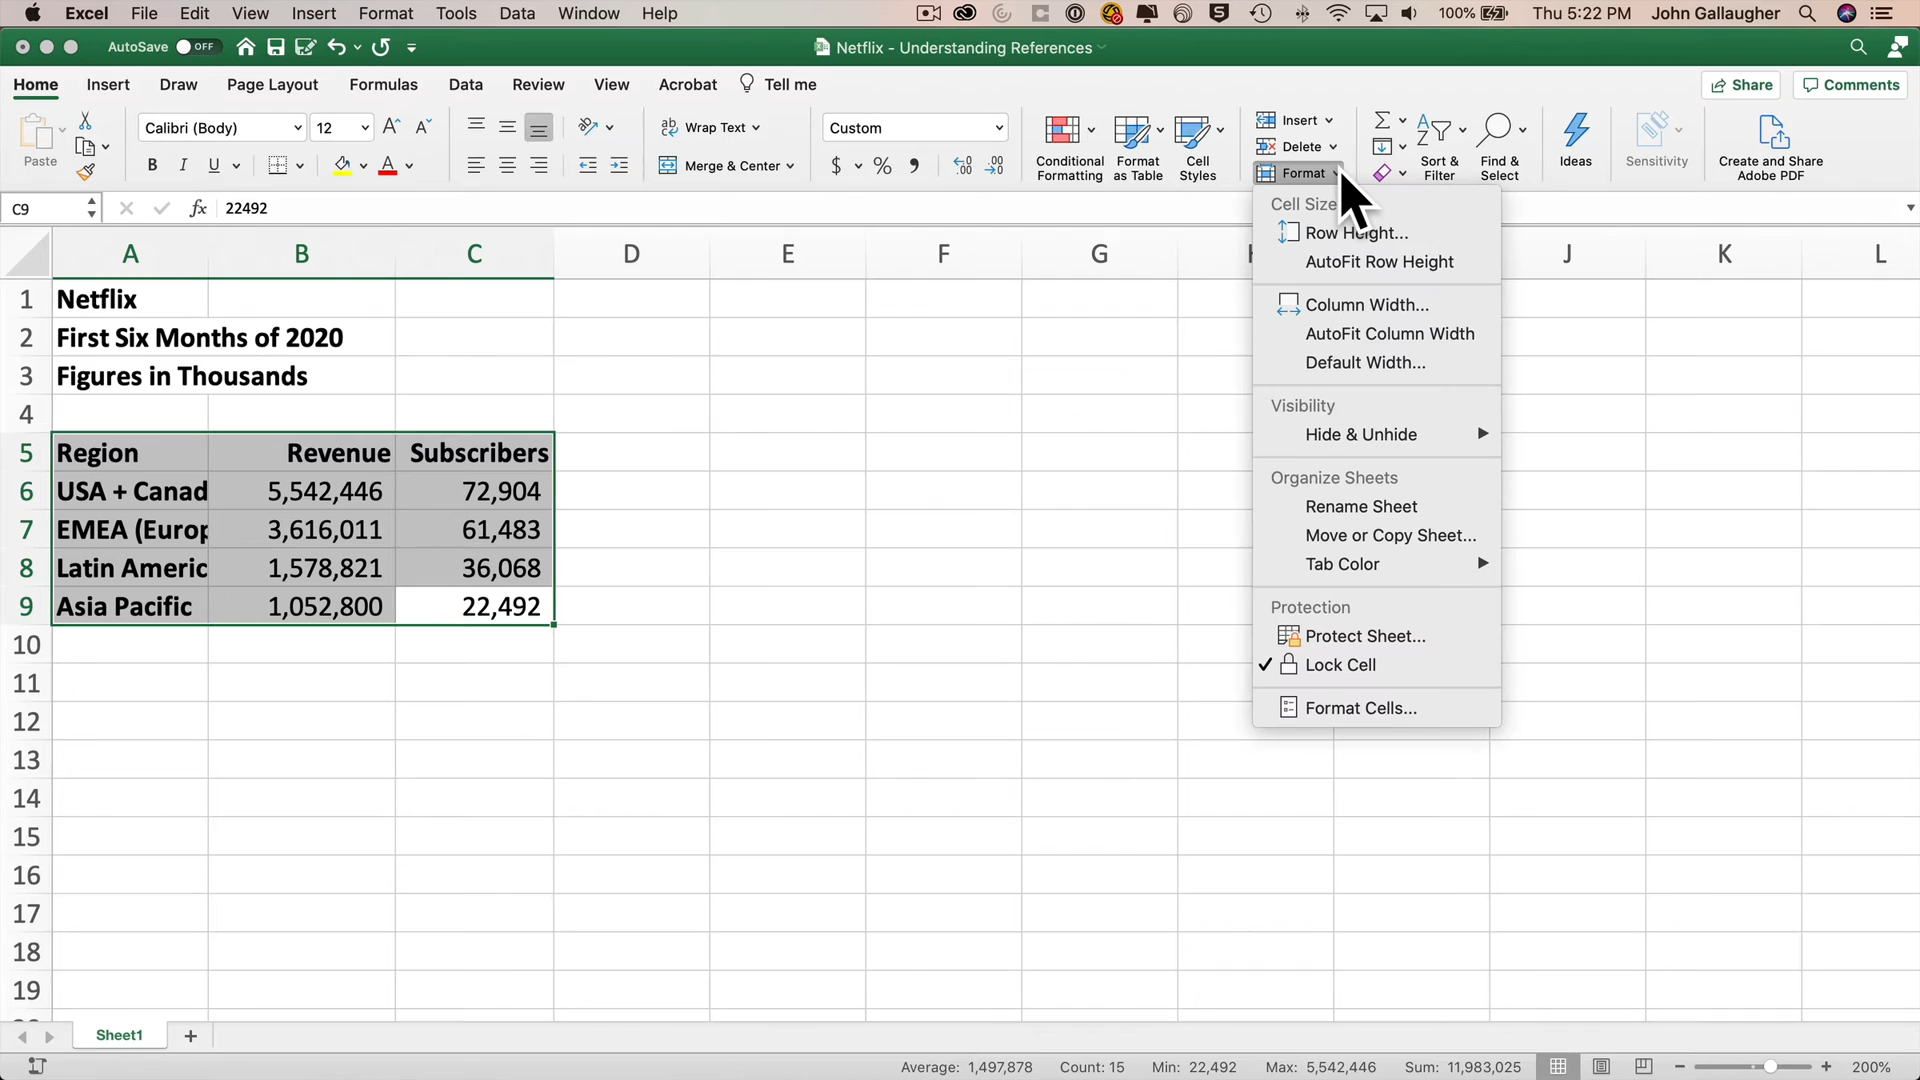 Excel File Edit View Insert Format Tools Data Window Help 100% Thu 5:22 PM John Gallaugher
AutoSave OFF Netflix - Understanding References
Home Insert Draw Page Layout Formulas Data Review View Acrobat Tell me Share Comments
Paste Calibri (Body) 12 Wrap Text Custom Insert
B I U Merge & Center $ % Conditional Formatting Format as Table Cell Styles Delete Format Sort & Filter Find & Select Ideas Sensitivity Create and Share Adobe PDF
C9 fx 22492
A B C D E F G H J K L
1 Netflix
2 First Six Months of 2020
3 Figures in Thousands
4
5 Region Revenue Subscribers
6 USA + Canad 5,542,446 72,904
7 EMEA (Europ 3,616,011 61,483
8 Latin Americ 1,578,821 36,068
9 Asia Pacific 1,052,800 22,492
10
11
12
13
14
15
16
17
18
19
Cell Size
Row Height...
AutoFit Row Height
Column Width...
AutoFit Column Width
Default Width...
Visibility
Hide & Unhide
Organize Sheets
Rename Sheet
Move or Copy Sheet...
Tab Color
Protection
Protect Sheet...
Lock Cell
Format Cells...
Sheet1
Average: 1,497,878 Count: 15 Min: 22,492 Max: 5,542,446 Sum: 11,983,025 200%